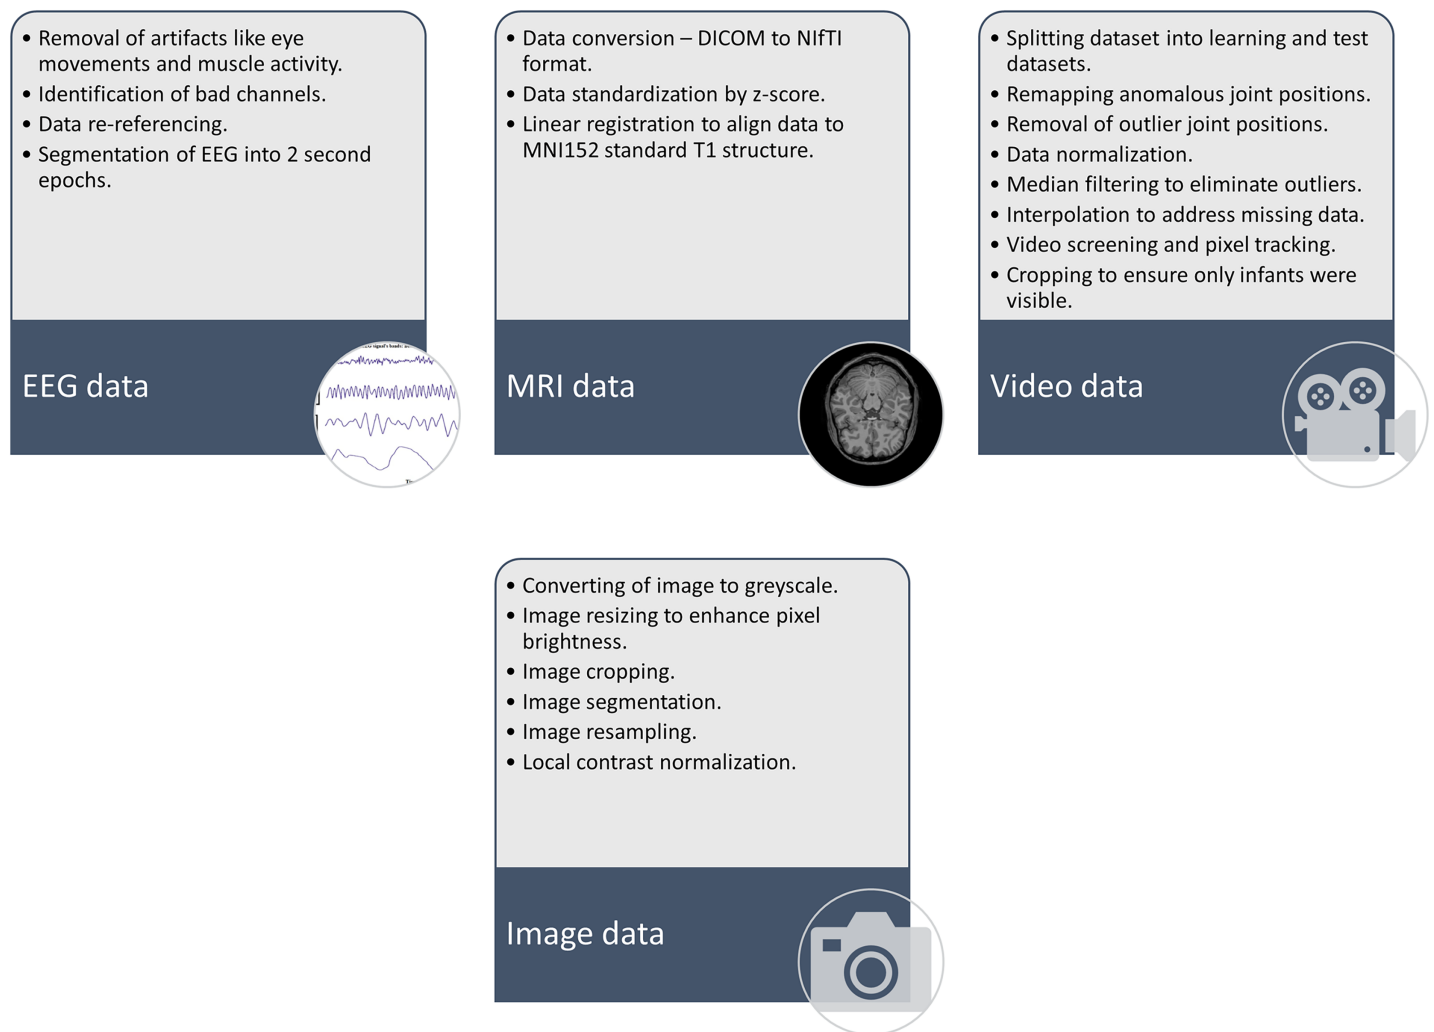 • Removal of artifacts like eye
movements and muscle activity.
• Identification of bad channels.
• Data re-referencing.
• Segmentation of EEG into 2 second
epochs.
EEG data
• Data conversion – DICOM to NIfTI
format.
• Data standardization by z-score.
• Linear registration to align data to
MNI152 standard T1 structure.
MRI data
• Splitting dataset into learning and test
datasets.
• Remapping anomalous joint positions.
• Removal of outlier joint positions.
• Data normalization.
• Median filtering to eliminate outliers.
• Interpolation to address missing data.
• Video screening and pixel tracking.
• Cropping to ensure only infants were
visible.
Video data
• Converting of image to greyscale.
• Image resizing to enhance pixel
brightness.
• Image cropping.
• Image segmentation.
• Image resampling.
• Local contrast normalization.
Image data